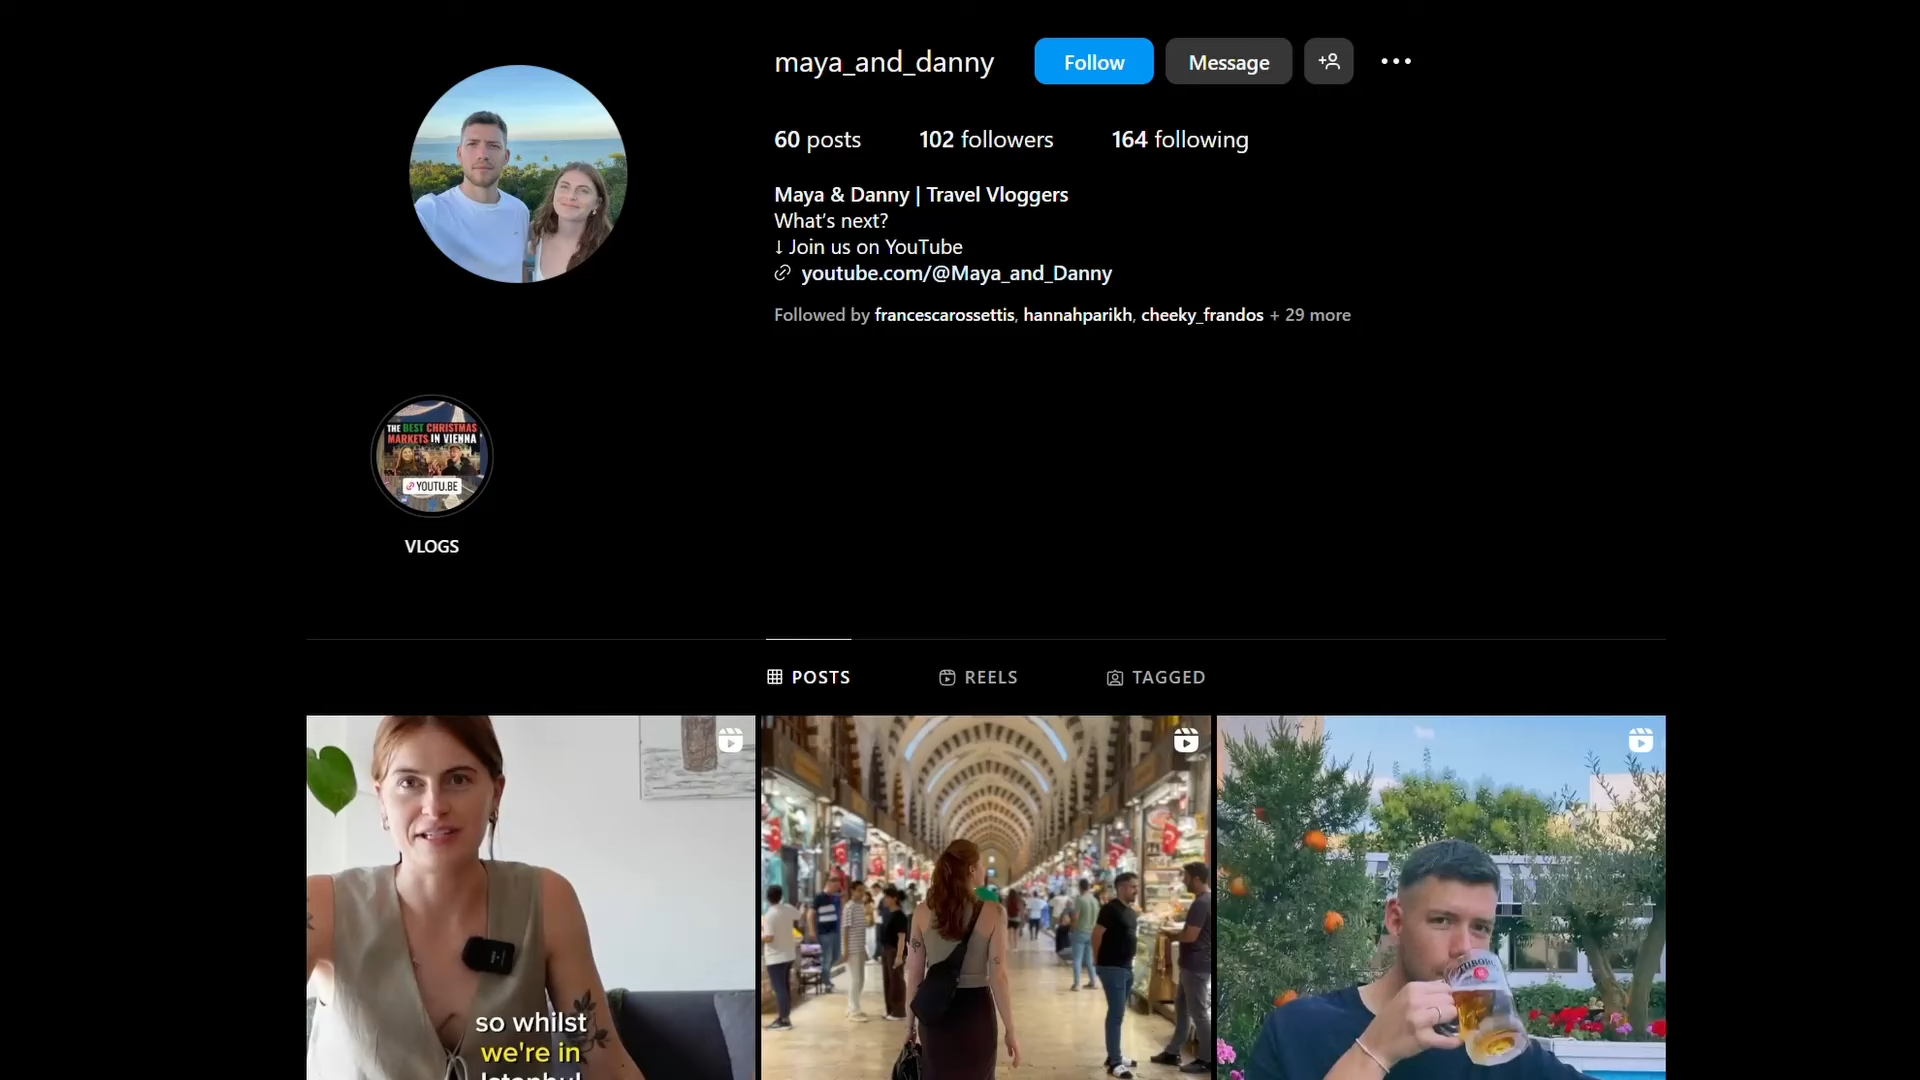 maya_and_danny Follow Message
60 posts 102 followers 164 following
Maya & Danny | Travel Vloggers
What's next?
↓ Join us on YouTube
youtube.com/@Maya_and_Danny
Followed by francescarossettis, hannahparikh, cheeky_frandos + 29 more
THE BEST CHRISTMAS
MARKETS IN VIENNA
YOUTU.BE
VLOGS
POSTS REELS TAGGED
so whilst
we're in
Istanbul
TUBORG